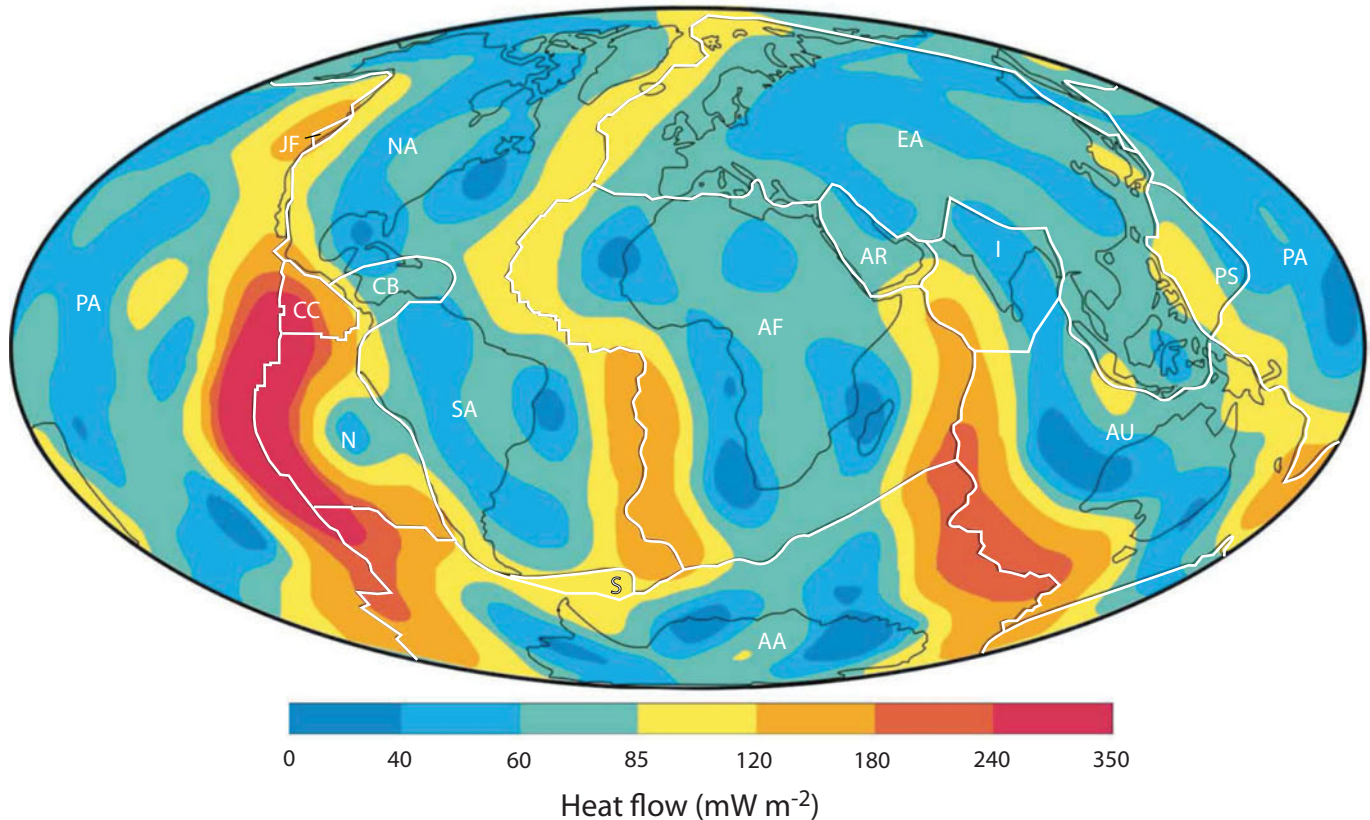 JF
NA
EA
PA
CB
CC
AR
I
PS
PA
AF
SA
N
AU
S
AA
0 40 60 85 120 180 240 350
Heat flow (mW m-2)